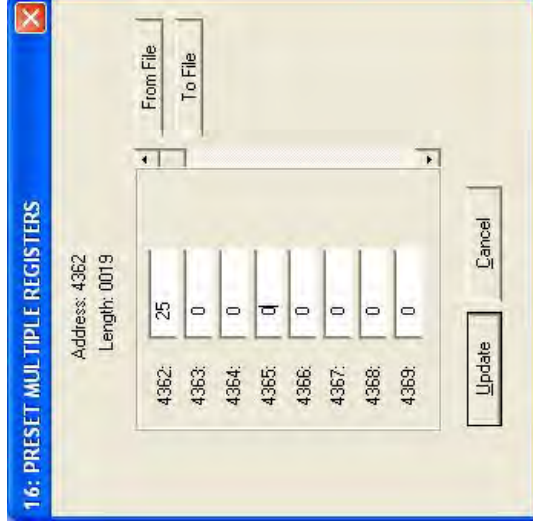 16: PRESET MULTIPLE REGISTERS
Address: 4362
Length: 0019
From File
To File
4362: 25
4363: 0
4364: 0
4365: 0
4366: 0
4367: 0
4368: 0
4369: 0
Update Cancel